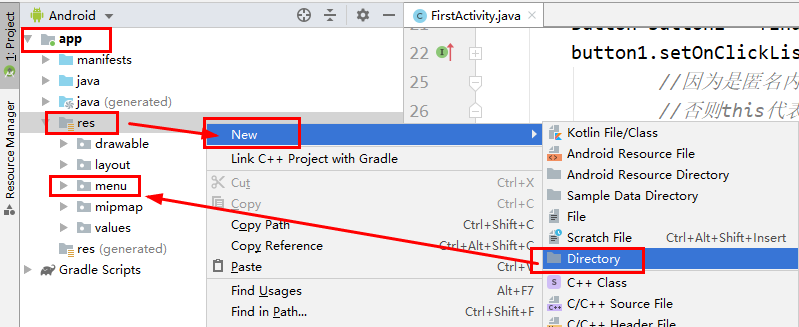 1: Project
Resource Manager
Android
app
manifests
java
java (generated)
res
drawable
layout
menu
mipmap
values
res (generated)
Gradle Scripts
FirstActivity.java
22
25
26
button1.setOnClickLis
//因为是匿名内
//否则this代表
New
Link C++ Project with Gradle
Cut Ctrl+X
Copy Ctrl+C
Copy Path Ctrl+Shift+C
Copy Reference Ctrl+Alt+Shift+C
Paste
Find Usages Alt+F7
Find in Path... Ctrl+Shift+F
Kotlin File/Class
Android Resource File
Android Resource Directory
Sample Data Directory
File
Scratch File Ctrl+Alt+Shift+Insert
Directory
C++ Class
C/C++ Source File
C/C++ Header File